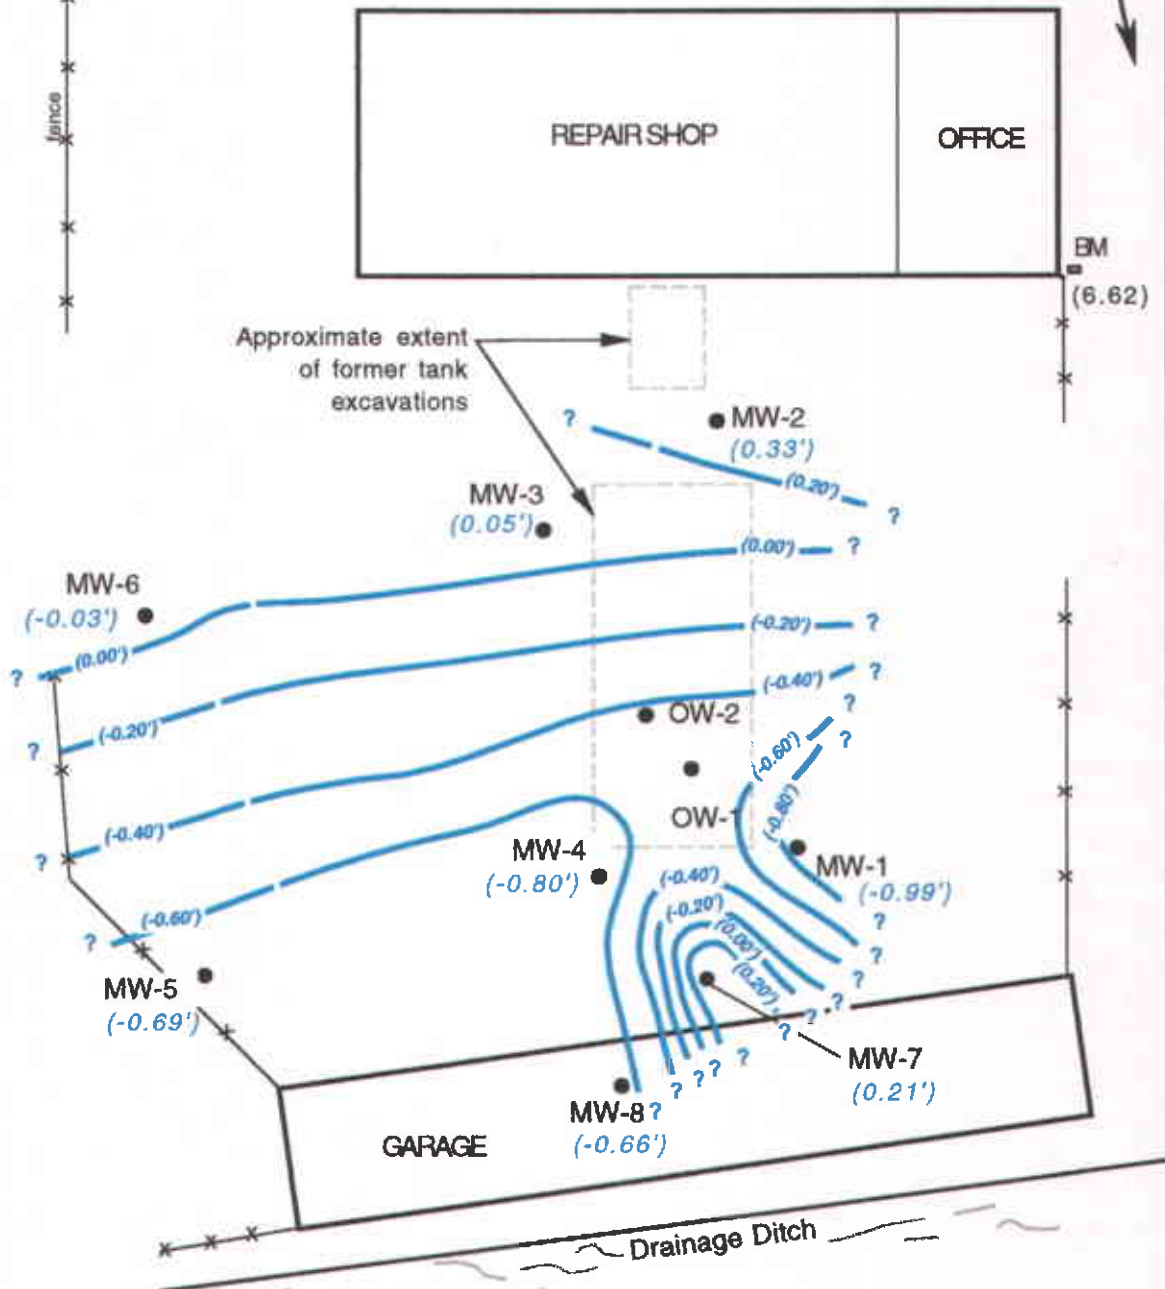 fence
REPAIR SHOP
OFFICE
BM
(6.62)
Approximate extent
of former tank
excavations
? MW-2
(0.33')
(0.20')
?
MW-3
(0.05')
(0.00') ?
MW-6
(-0.03')
? (0.00')
(-0.20') ?
? (-0.20')
(-0.40') ?
OW-2
?
(-0.60') ?
OW-1
(-0.80')
? (-0.40')
MW-4
(-0.80')
MW-1
(-0.99')
(-0.40')
(-0.20')
(0.00')
(0.20')
? (-0.60')
?
?
?
?
?
?
MW-5
(-0.69')
MW-7
(0.21')
?
?
?
?
MW-8 ?
(-0.66')
GARAGE
Drainage Ditch